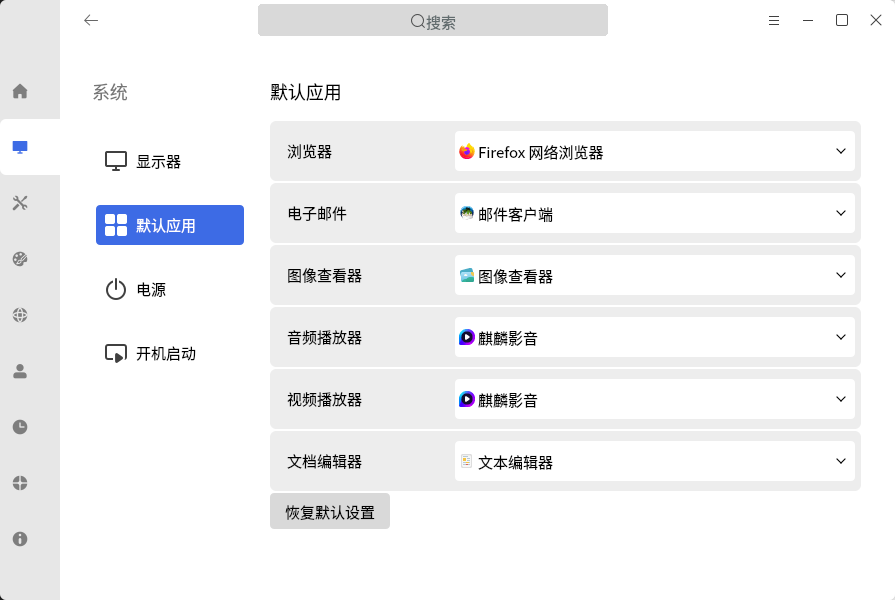 搜索
系统
显示器
默认应用
电源
开机启动
默认应用
浏览器
Firefox 网络浏览器
电子邮件
邮件客户端
图像查看器
图像查看器
音频播放器
麒麟影音
视频播放器
麒麟影音
文档编辑器
文本编辑器
恢复默认设置